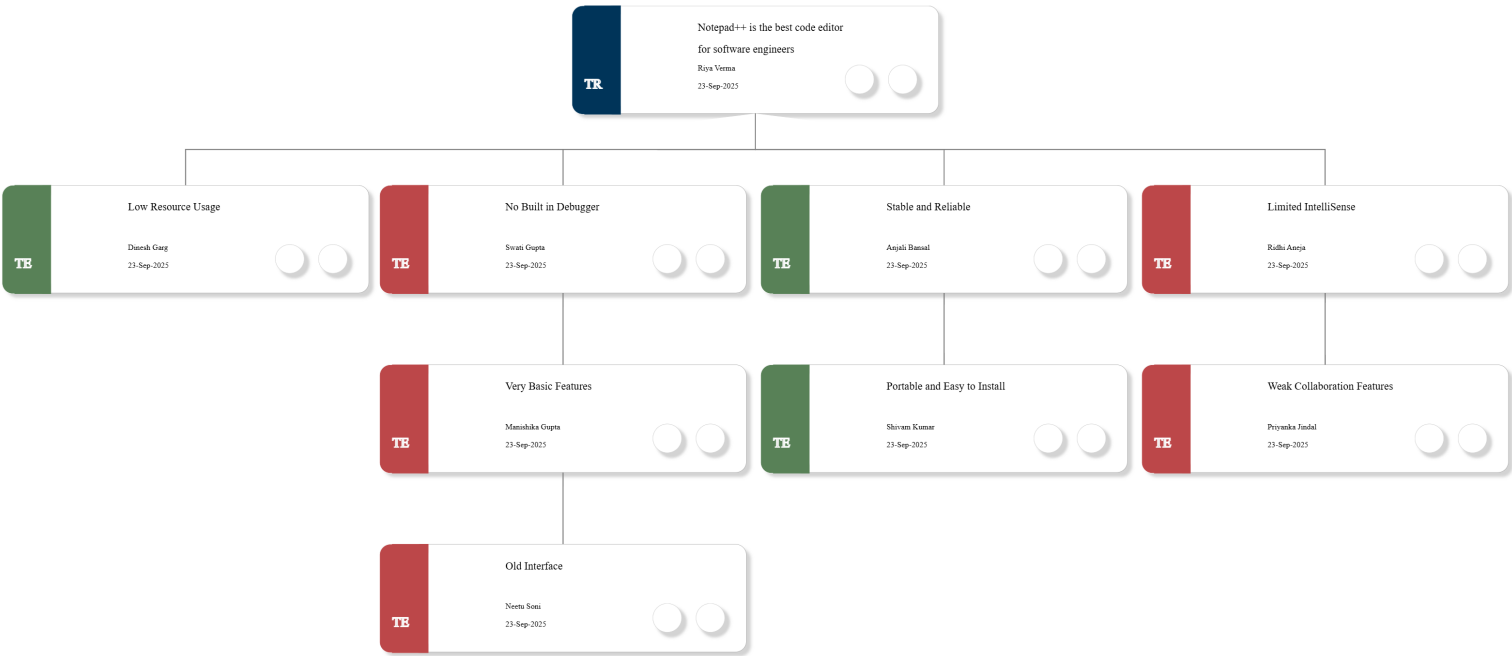 Notepad++ is the best code editor
for software engineers
Riya Verma
23-Sep-2025
TR
Low Resource Usage
Dinesh Garg
23-Sep-2025
TE
No Built in Debugger
Swati Gupta
23-Sep-2025
TE
Stable and Reliable
Anjali Bansal
23-Sep-2025
TE
Limited IntelliSense
Ridhi Aneja
23-Sep-2025
TE
Very Basic Features
Manishika Gupta
23-Sep-2025
TE
Portable and Easy to Install
Shivam Kumar
23-Sep-2025
TE
Weak Collaboration Features
Priyanka Jindal
23-Sep-2025
TE
Old Interface
Neetu Soni
23-Sep-2025
TE